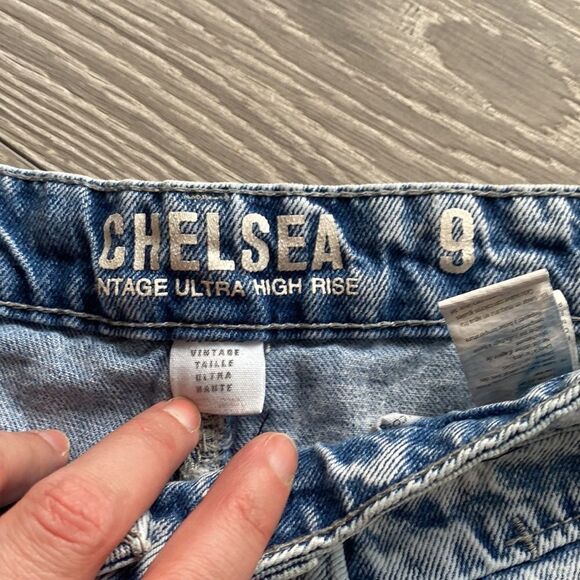 CHELSEA 9
NTAGE ULTRA HIGH RISE
VINTAGE
TAILLE
ULTRA
HAUTE